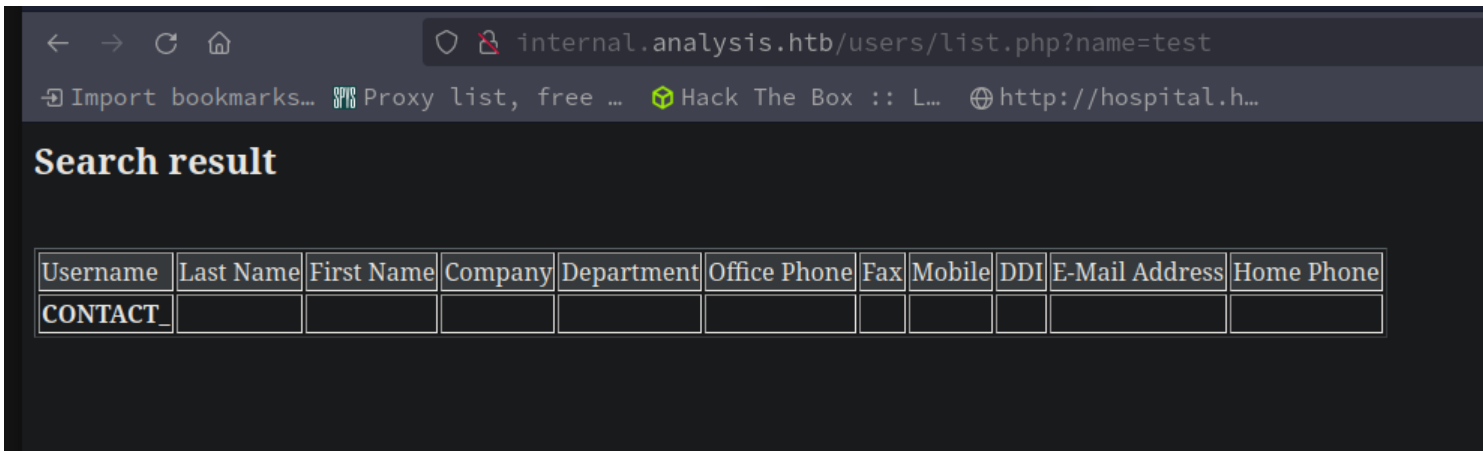 internal.analysis.htb/users/list.php?name=test
Import bookmarks… SPYS Proxy list, free … Hack The Box :: L… http://hospital.h…
Search result
Username Last Name First Name Company Department Office Phone Fax Mobile DDI E-Mail Address Home Phone
CONTACT_